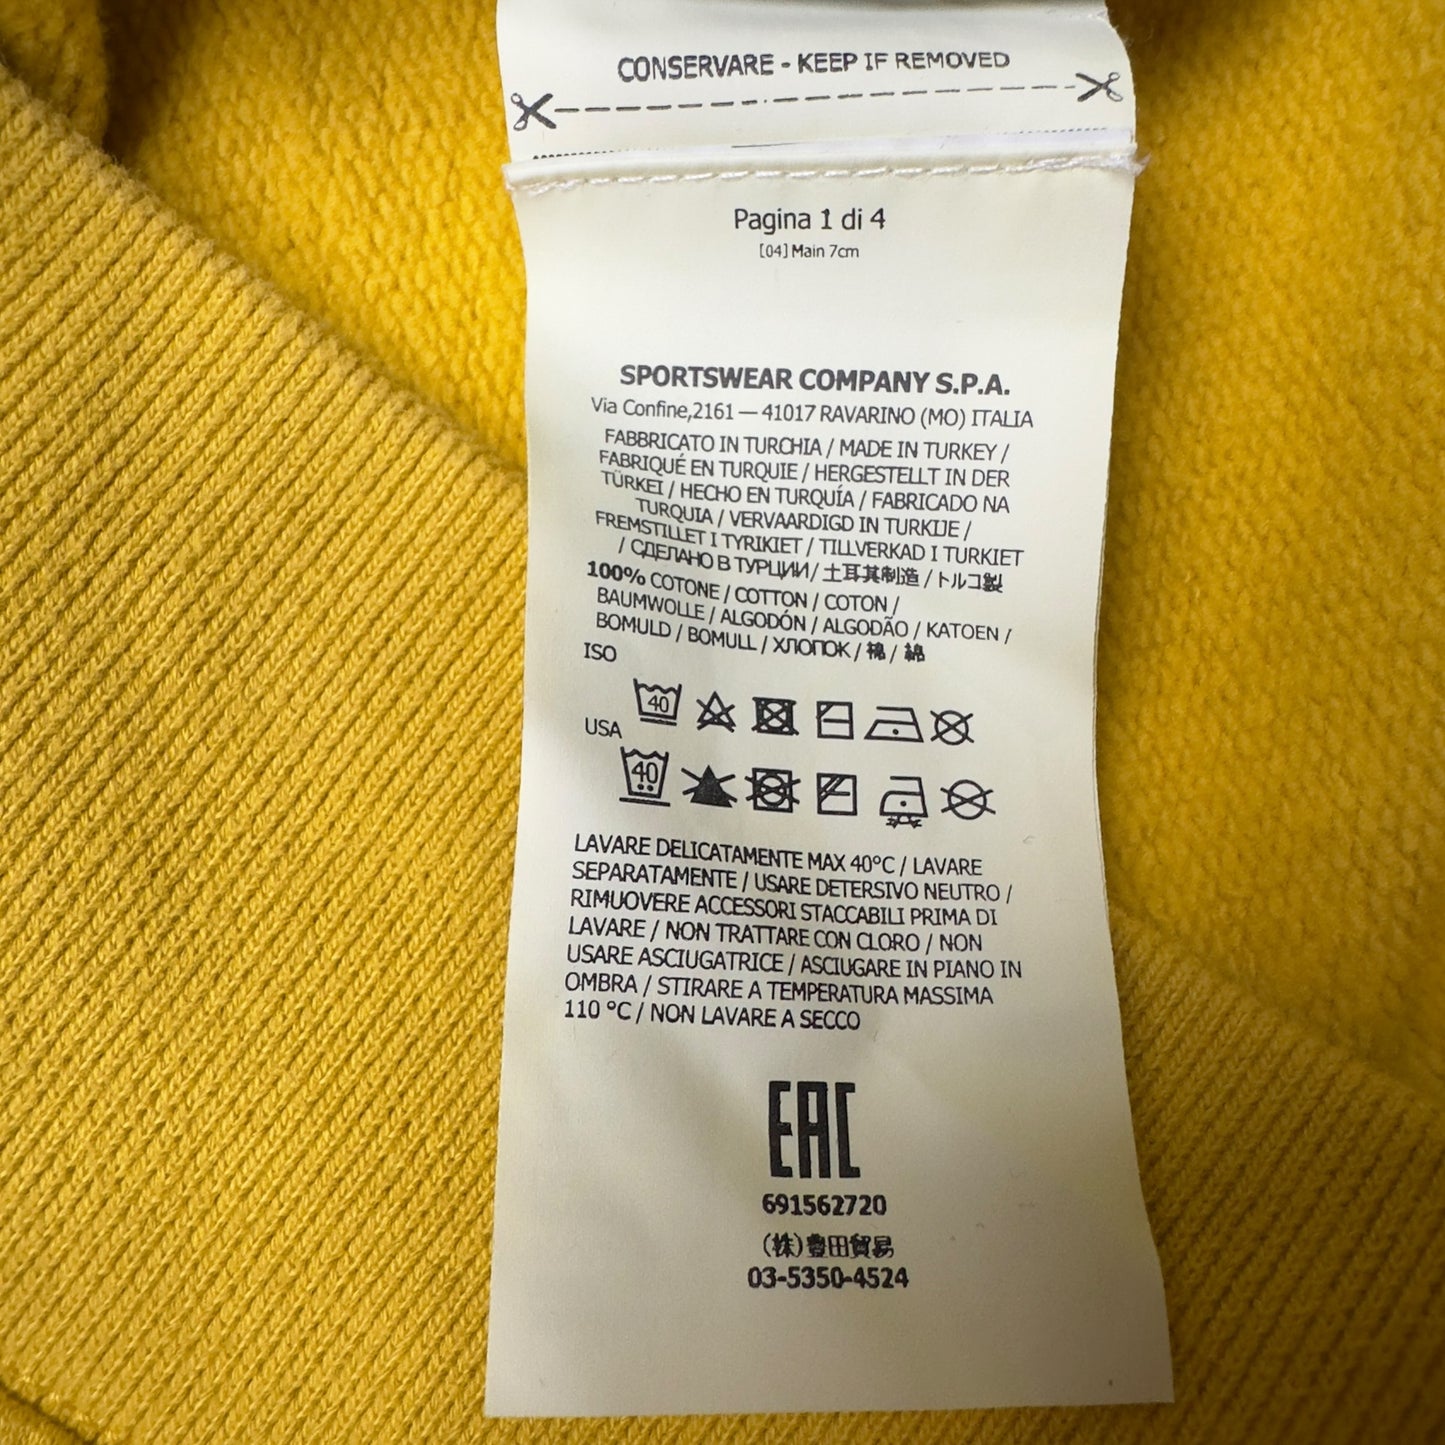 CONSERVARE - KEEP IF REMOVED
Pagina 1 di 4
[04] Main 7cm
SPORTSWEAR COMPANY S.P.A.
Via Confine,2161 — 41017 RAVARINO (MO) ITALIA
FABBRICATO IN TURCHIA / MADE IN TURKEY /
FABRIQUÉ EN TURQUIE / HERGESTELLT IN DER
TÜRKEI / HECHO EN TURQUÍA / FABRICADO NA
TURQUIA / VERVAARDIGD IN TURKIJE /
FREMSTILLET I TYRIKIET / TILLVERKAD I TURKIET
/ СДЕЛАНО В ТУРЦИИ / 土耳其制造 / トルコ製
100% COTONE / COTTON / COTON /
BAUMWOLLE / ALGODÓN / ALGODÃO / KATOEN /
BOMULD / BOMULL / ХЛОПОК / 棉 / 綿
ISO
40
USA
40
LAVARE DELICATAMENTE MAX 40°C / LAVARE
SEPARATAMENTE / USARE DETERSIVO NEUTRO /
RIMUOVERE ACCESSORI STACCABILI PRIMA DI
LAVARE / NON TRATTARE CON CLORO / NON
USARE ASCIUGATRICE / ASCIUGARE IN PIANO IN
OMBRA / STIRARE A TEMPERATURA MASSIMA
110 °C / NON LAVARE A SECCO
EAC
691562720
(株)豊田貿易
03-5350-4524